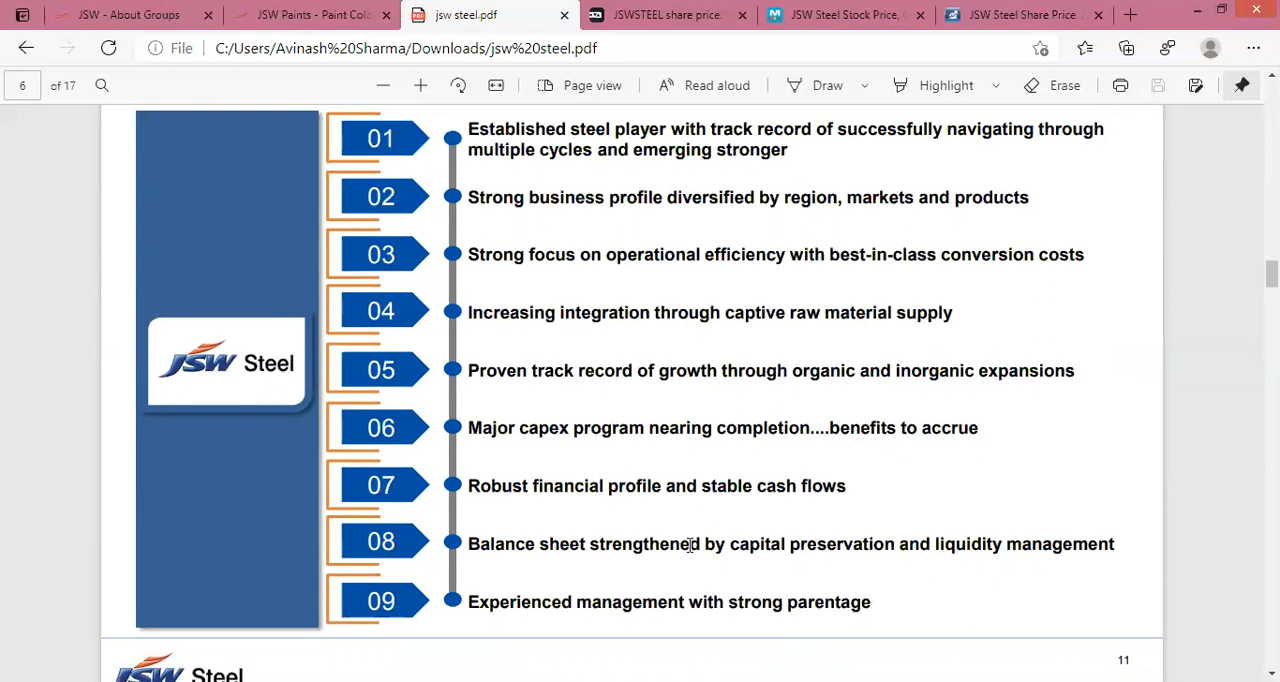 JSW - About Groups
JSW Paints - Paint Col
jsw steel.pdf
JSWSTEEL share price.
JSW Steel Stock Price, C
JSW Steel Share Price
File
C:/Users/Avinash%20Sharma/Downloads/jsw%20steel.pdf
6 of 17
Page view
Read aloud
Draw
Highlight
Erase
01 Established steel player with track record of successfully navigating through
multiple cycles and emerging stronger
02 Strong business profile diversified by region, markets and products
03 Strong focus on operational efficiency with best-in-class conversion costs
04 Increasing integration through captive raw material supply
JSW Steel
05 Proven track record of growth through organic and inorganic expansions
06 Major capex program nearing completion....benefits to accrue
07 Robust financial profile and stable cash flows
08 Balance sheet strengthened by capital preservation and liquidity management
09 Experienced management with strong parentage
11
JSW Steel